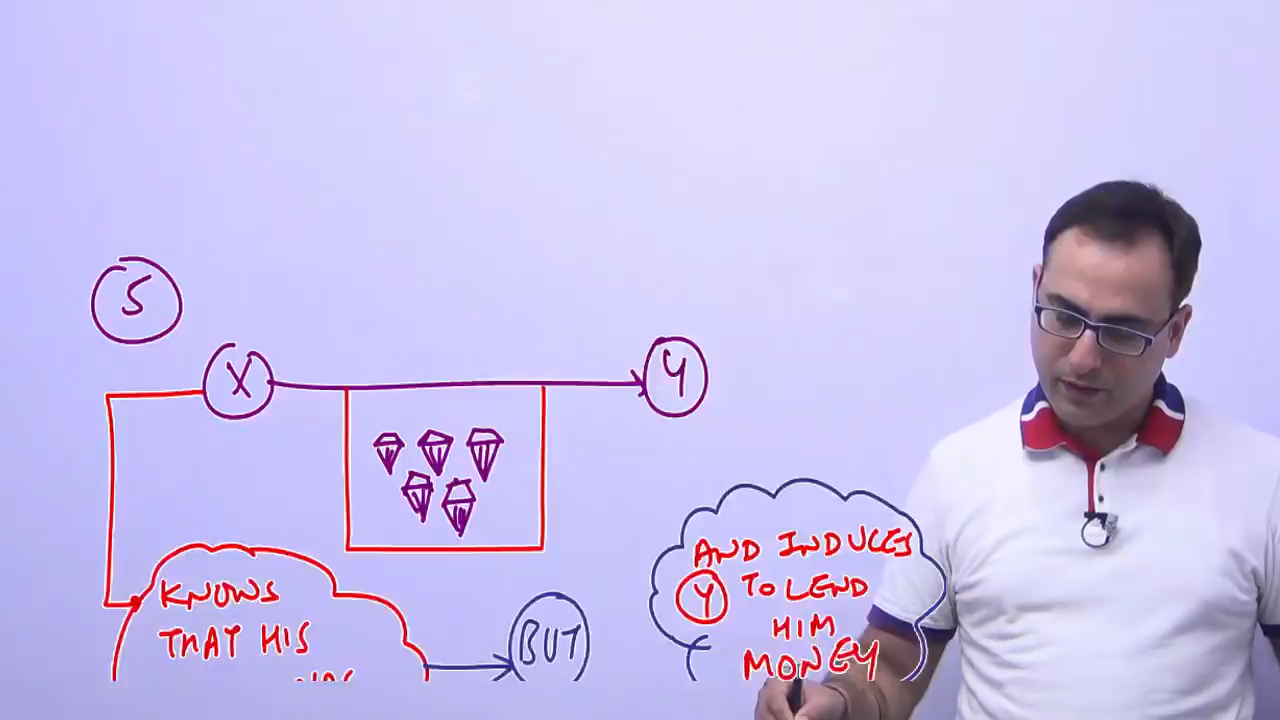 5
X
Y
KNOWS
THAT HIS
BUT
AND INDUCES
Y TO LEND
HIM
MONEY